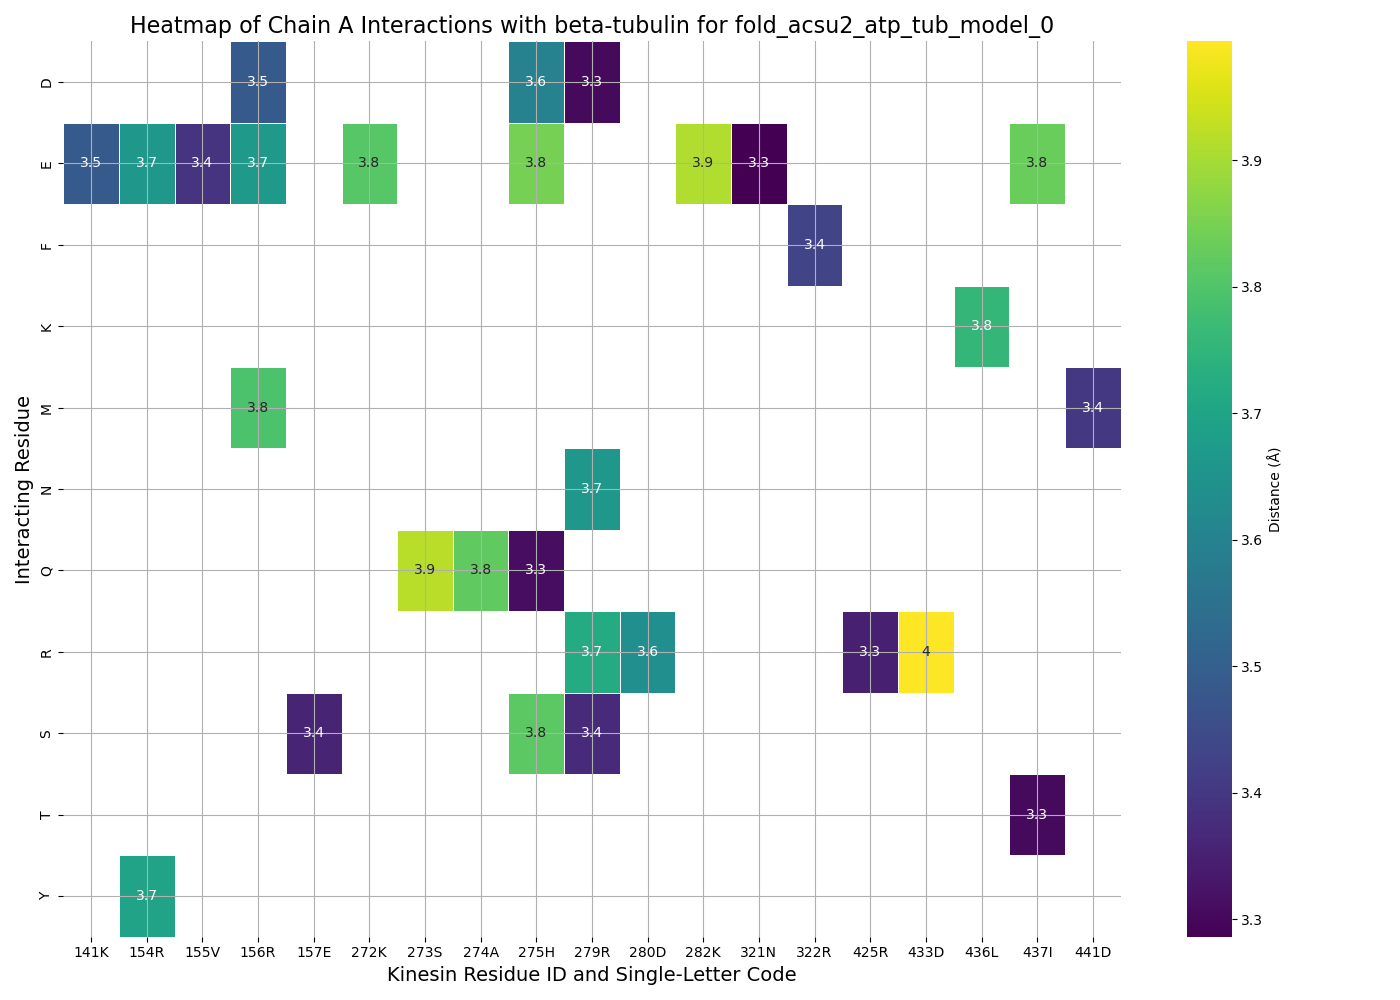 Heatmap of Chain A Interactions with beta-tubulin for fold_acsu2_atp_tub_model_0
D
3.5
3.6
3.3
E
3.5
3.7
3.4
3.7
3.8
3.8
3.9
3.3
3.8
F
3.4
K
3.8
M
3.8
3.4
N
3.7
Q
3.9
3.8
3.3
R
3.7
3.6
3.3
4
S
3.4
3.8
3.4
T
3.3
Y
3.7
Interacting Residue
141K
154R
155V
156R
157E
272K
273S
274A
275H
279R
280D
282K
321N
322R
425R
433D
436L
437I
441D
Kinesin Residue ID and Single-Letter Code
3.9
3.8
3.7
3.6
3.5
3.4
3.3
Distance (Å)